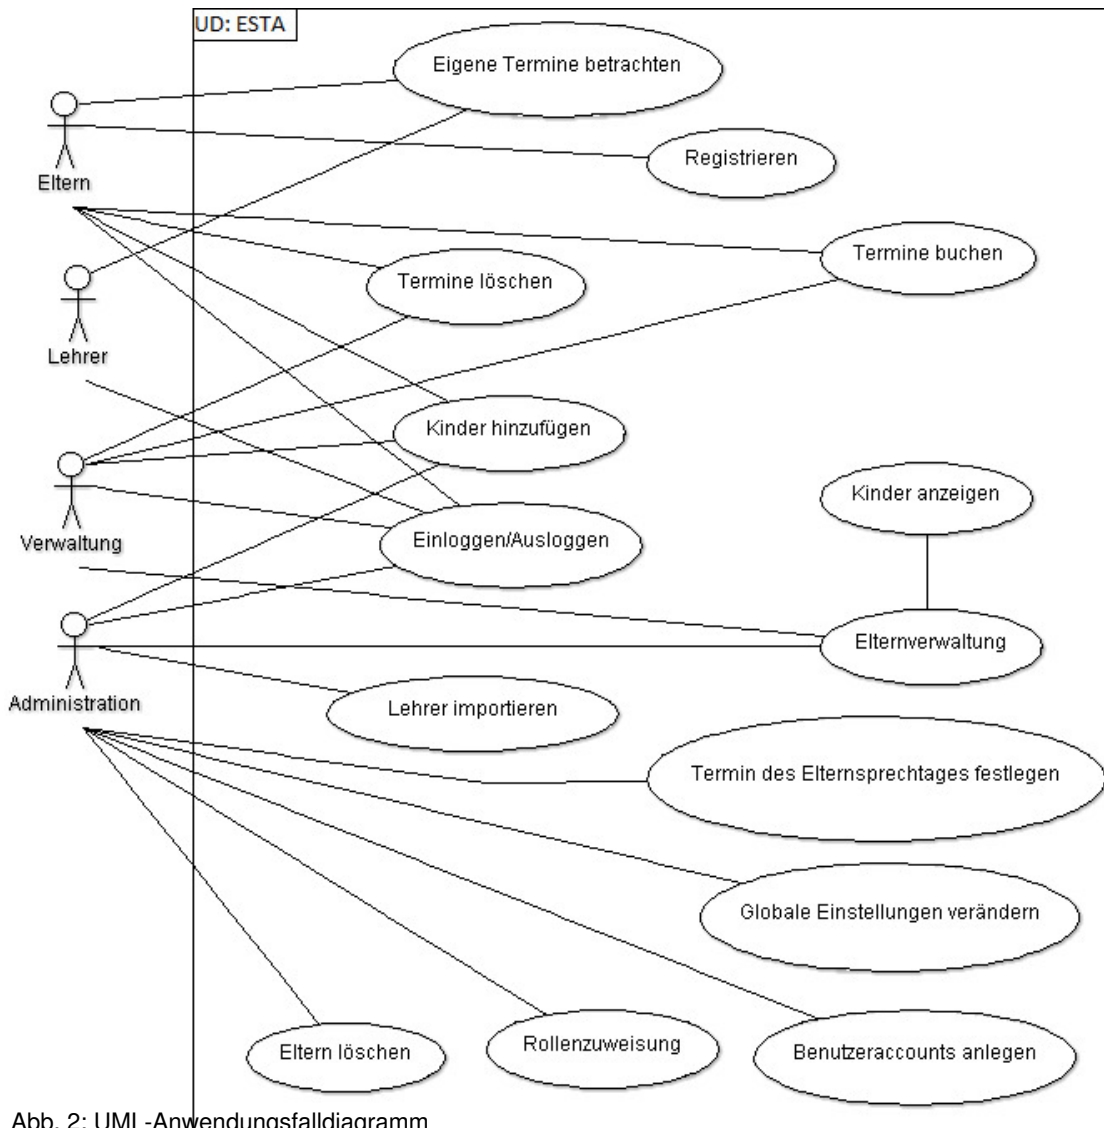 UD: ESTA
Eigene Termine betrachten
Registrieren
Eltern
Termine buchen
Termine löschen
Lehrer
Kinder hinzufügen
Kinder anzeigen
Verwaltung
Einloggen/Ausloggen
Elternverwaltung
Administration
Lehrer importieren
Termin des Elternsprechtages festlegen
Globale Einstellungen verändern
Eltern löschen
Rollenzuweisung
Benutzeraccounts anlegen
Abb. 2: UML-Anwendungsfalldiagramm